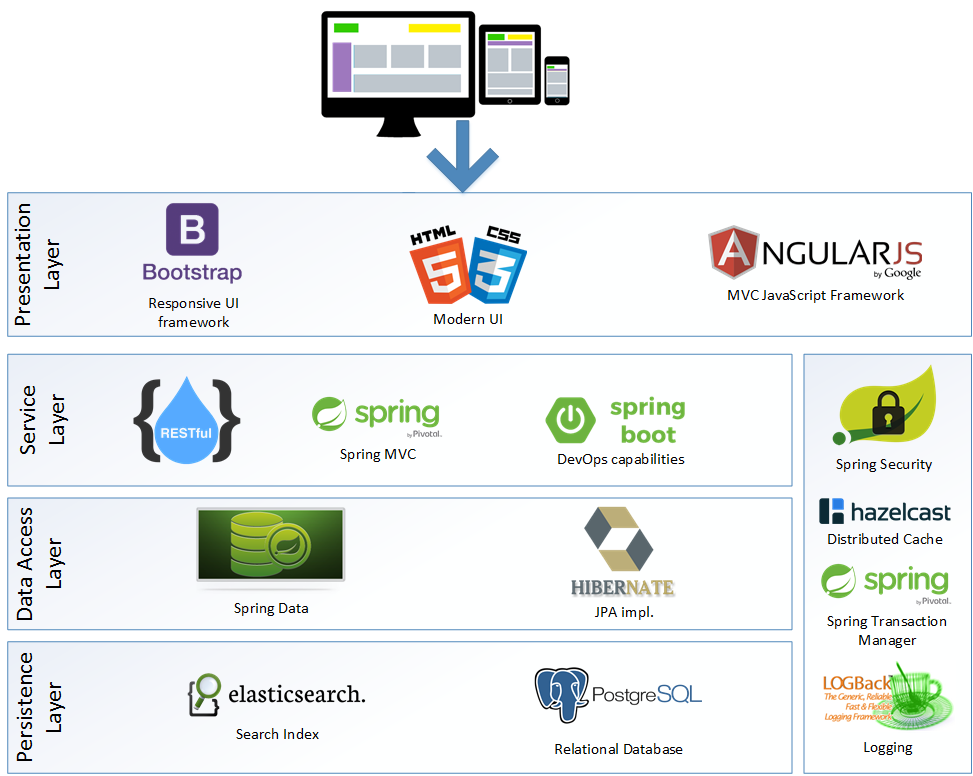 Presentation
Layer
B
Bootstrap
Responsive UI
framework
HTML
5
CSS
3
Modern UI
ANGULARJS
by Google
MVC JavaScript Framework
Service
Layer
{RESTful}
spring
by Pivotal.
Spring MVC
spring
boot
DevOps capabilities
Data Access
Layer
Spring Data
HIBERNATE
JPA impl.
Persistence
Layer
elasticsearch.
Search Index
PostgreSQL
Relational Database
Spring Security
hazelcast
Distributed Cache
spring
by Pivotal.
Spring Transaction
Manager
LOGBack
The Generic, Reliable
Fast & Flexible
Logging Framework
Logging